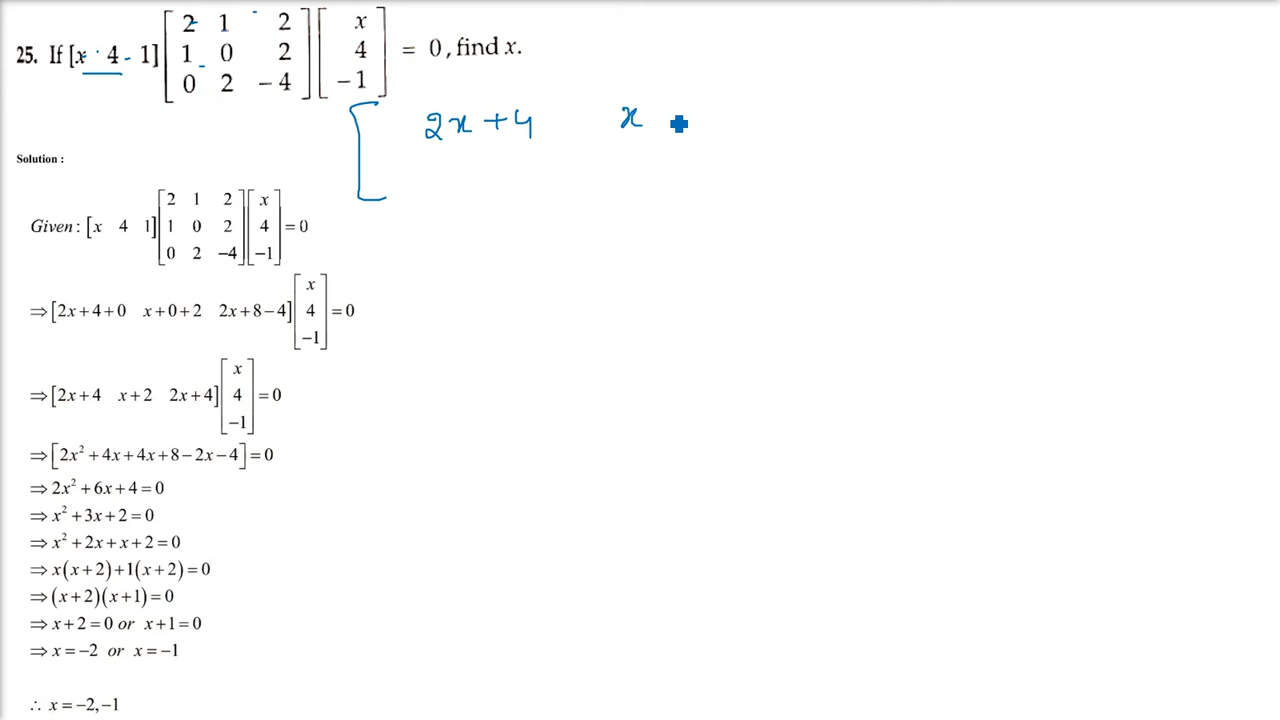 25. If [x 4 - 1] [2 1 2] [x] = 0, find x.
[1 0 2] [4]
[0 2 -4] [-1]
2x + 4 x
Solution :
Given : [x 4 1] [2 1 2] [x] = 0
[1 0 2] [4]
[0 2 -4] [-1]
⇒ [2x+4+0 x+0+2 2x+8-4] [x] = 0
[4]
[-1]
⇒ [2x+4 x+2 2x+4] [x] = 0
[4]
[-1]
⇒ [2x² + 4x + 4x + 8 - 2x - 4] = 0
⇒ 2x² + 6x + 4 = 0
⇒ x² + 3x + 2 = 0
⇒ x² + 2x + x + 2 = 0
⇒ x(x+2)+1(x+2) = 0
⇒ (x+2)(x+1) = 0
⇒ x + 2 = 0 or x + 1 = 0
⇒ x = -2 or x = -1
∴ x = -2, -1